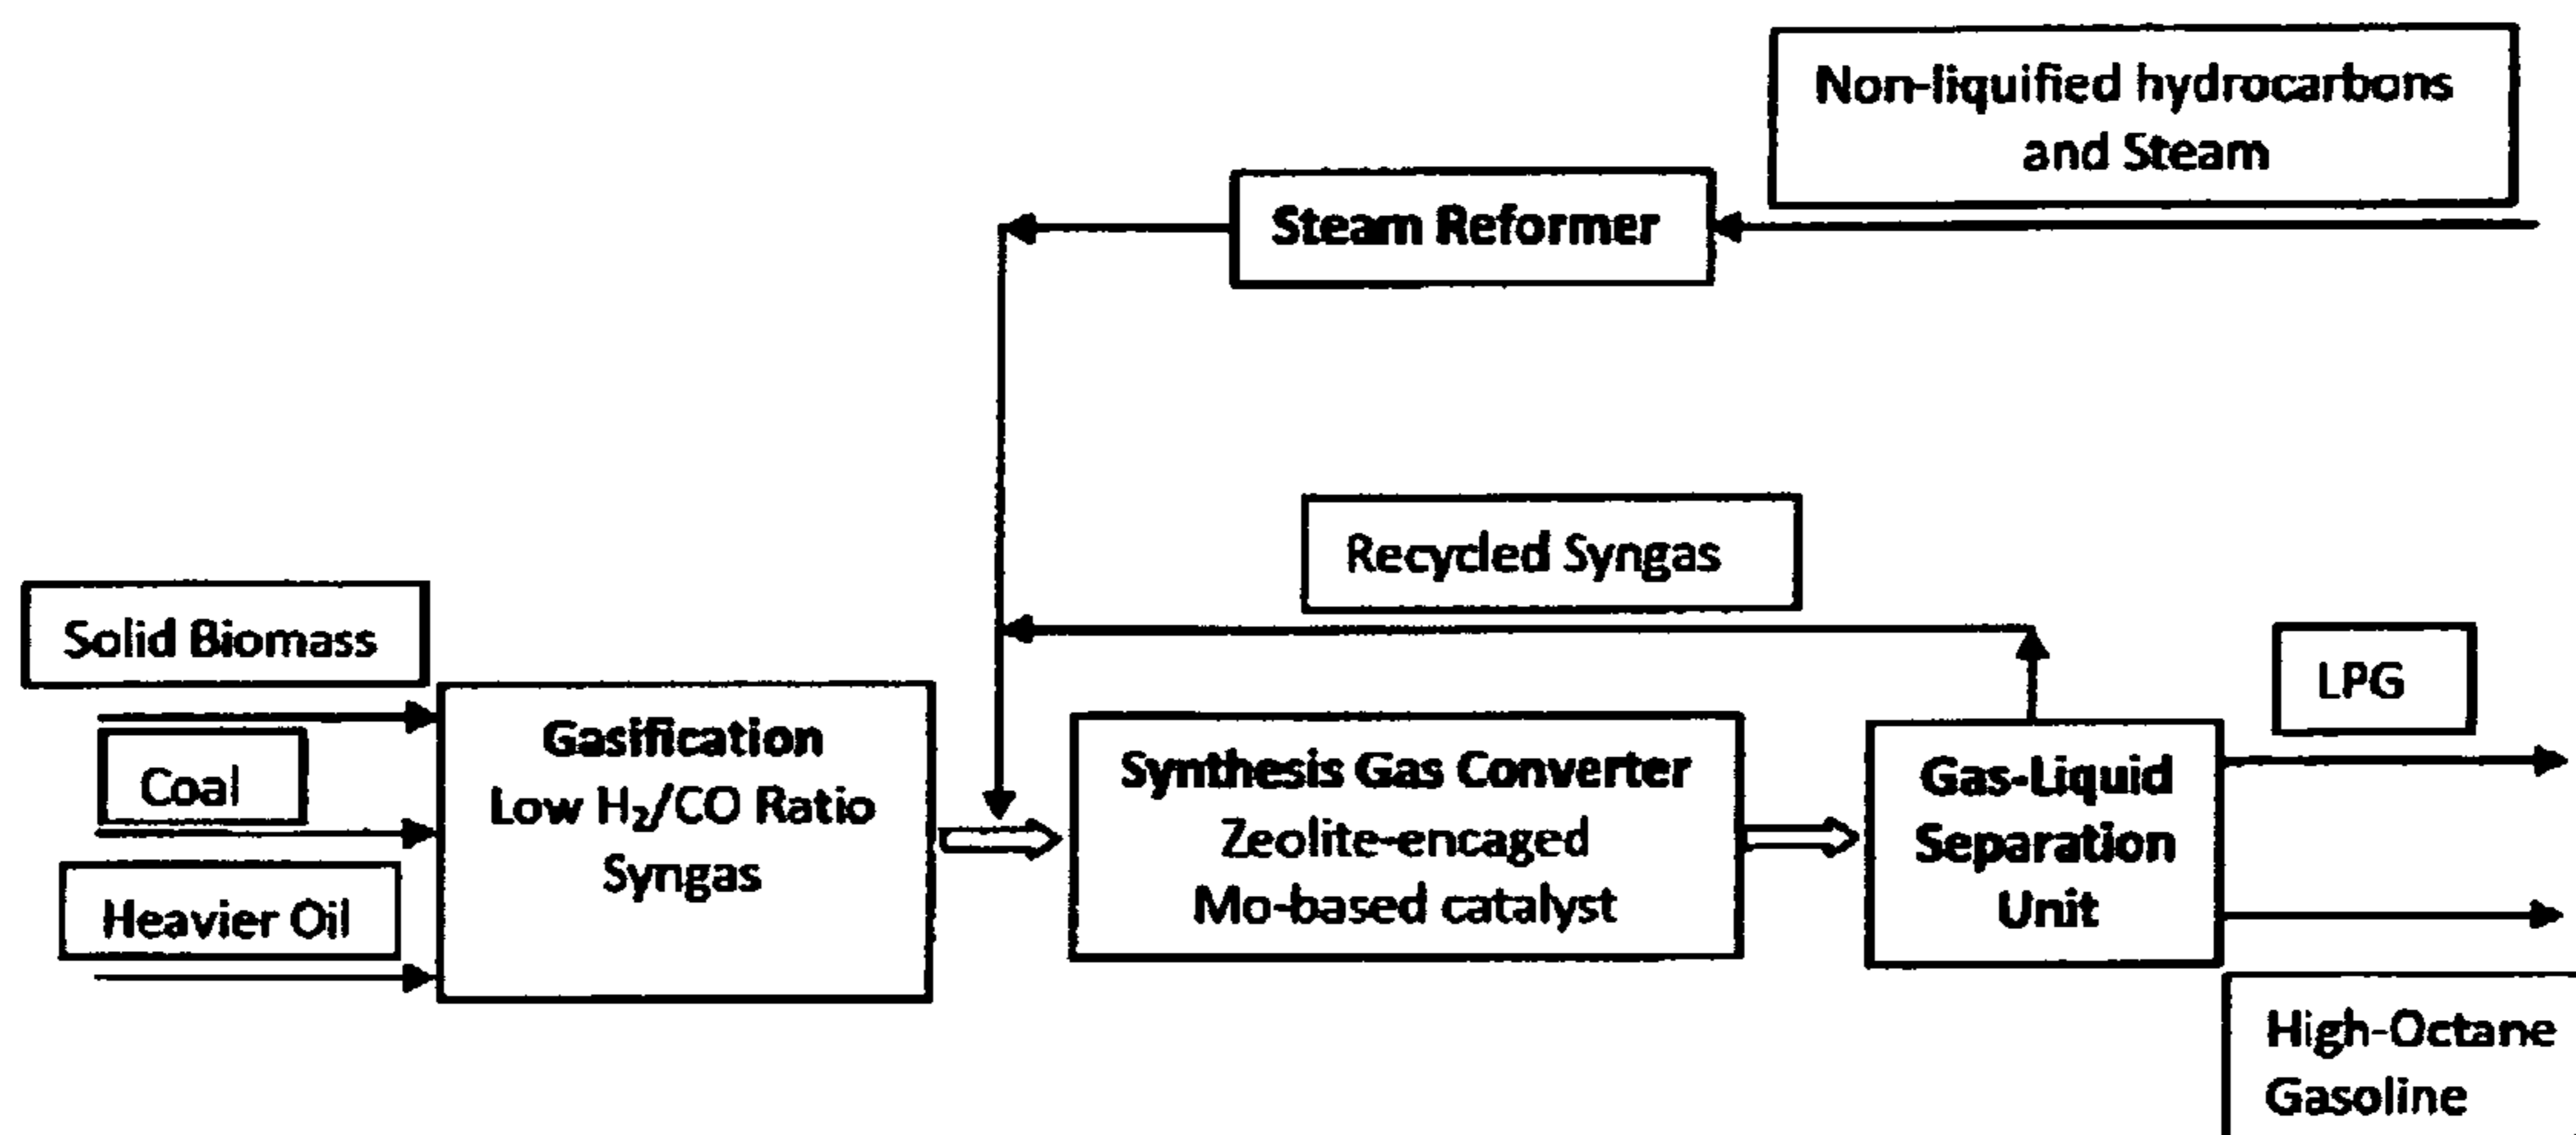 Non-liquified hydrocarbons
and Steam
Steam Reformer
Recycled Syngas
Solid Biomass
Coal
Heavier Oil
Gasification
Low H₂/CO Ratio
Syngas
Synthesis Gas Converter
Zeolite-encaged
Mo-based catalyst
Gas-Liquid
Separation
Unit
LPG
High-Octane
Gasoline